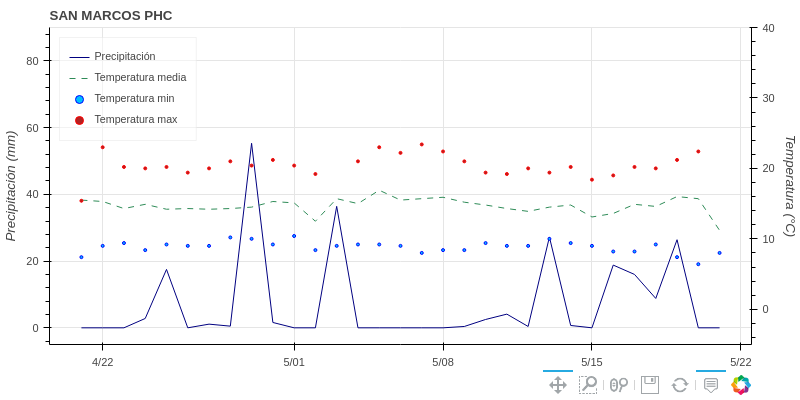 SAN MARCOS PHC
Precipitación
Temperatura media
Temperatura min
Temperatura max
Precipitación (mm)
80
60
40
20
0
Temperatura (°C)
40
30
20
10
0
4/22
5/01
5/08
5/15
5/22